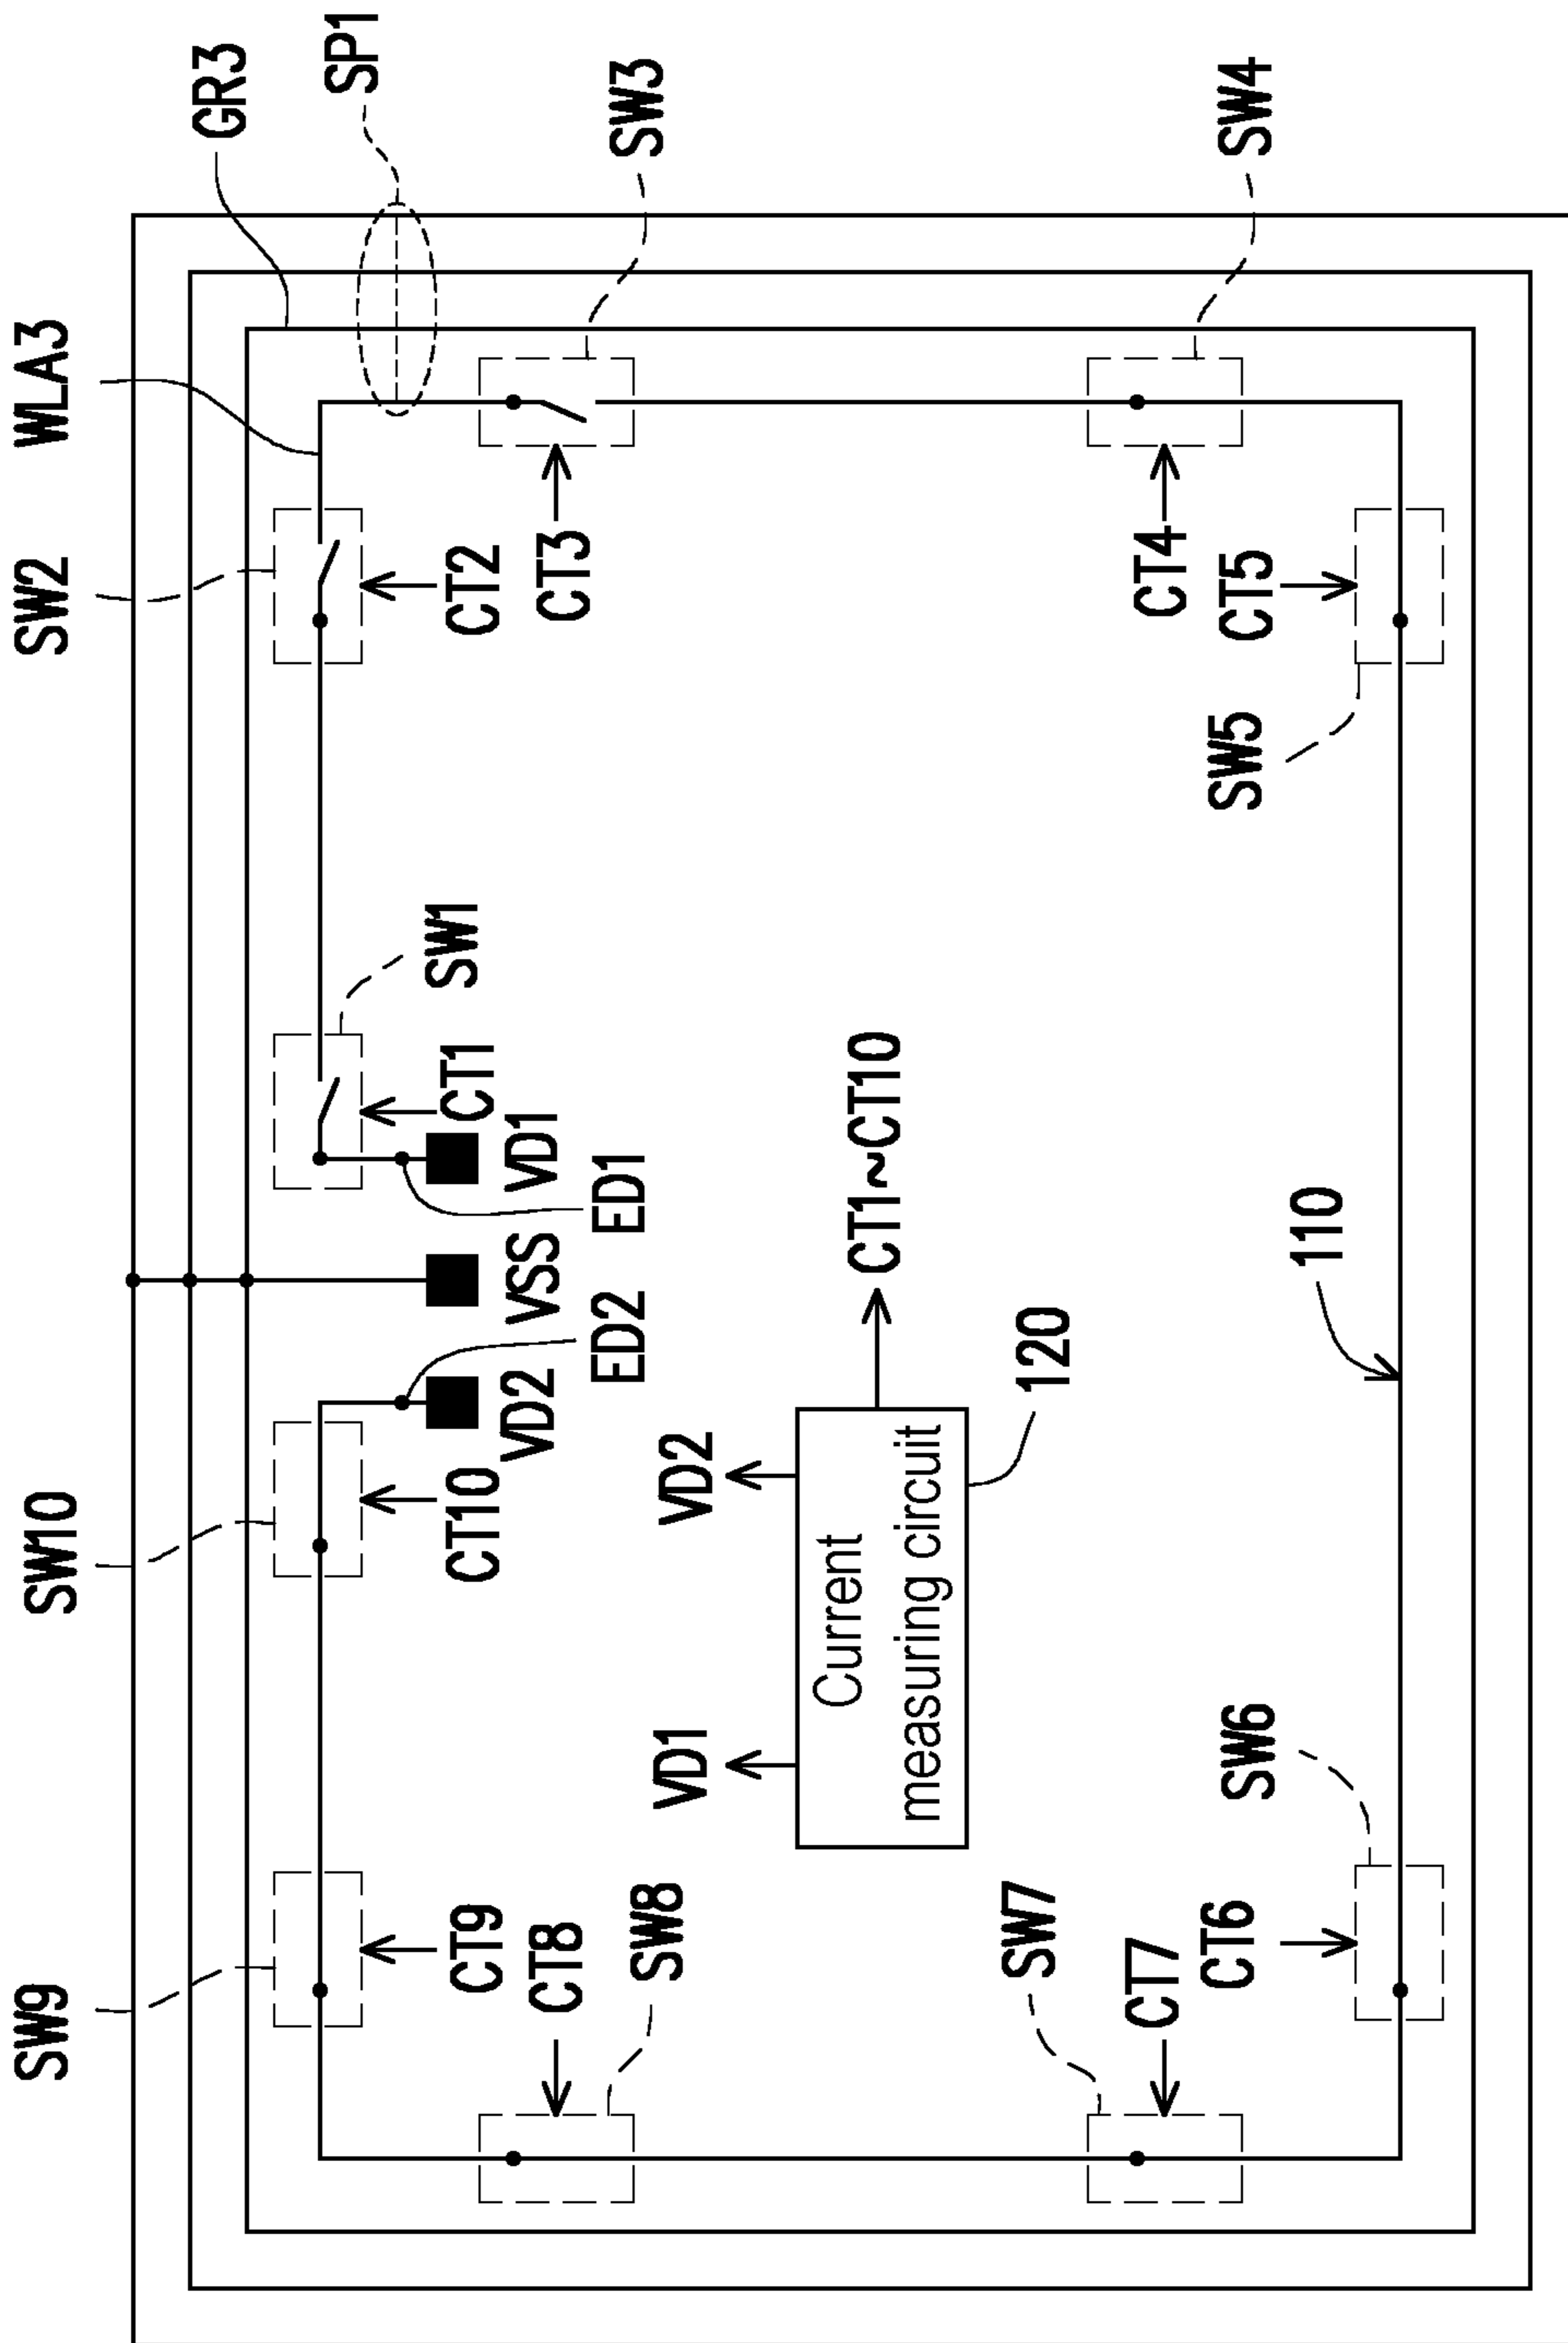 SW9
SW10
SW2
WLA3
GR3
SP1
SW3
SW4
SW1
CT9
CT10
CT1
CT2
CT3
CT8
SW8
VD2
VSS
VD1
ED2
ED1
VD1
VD2
Current
measuring circuit
CT1~CT10
120
SW7
CT7
CT6
SW6
110
SW5
CT5
CT4